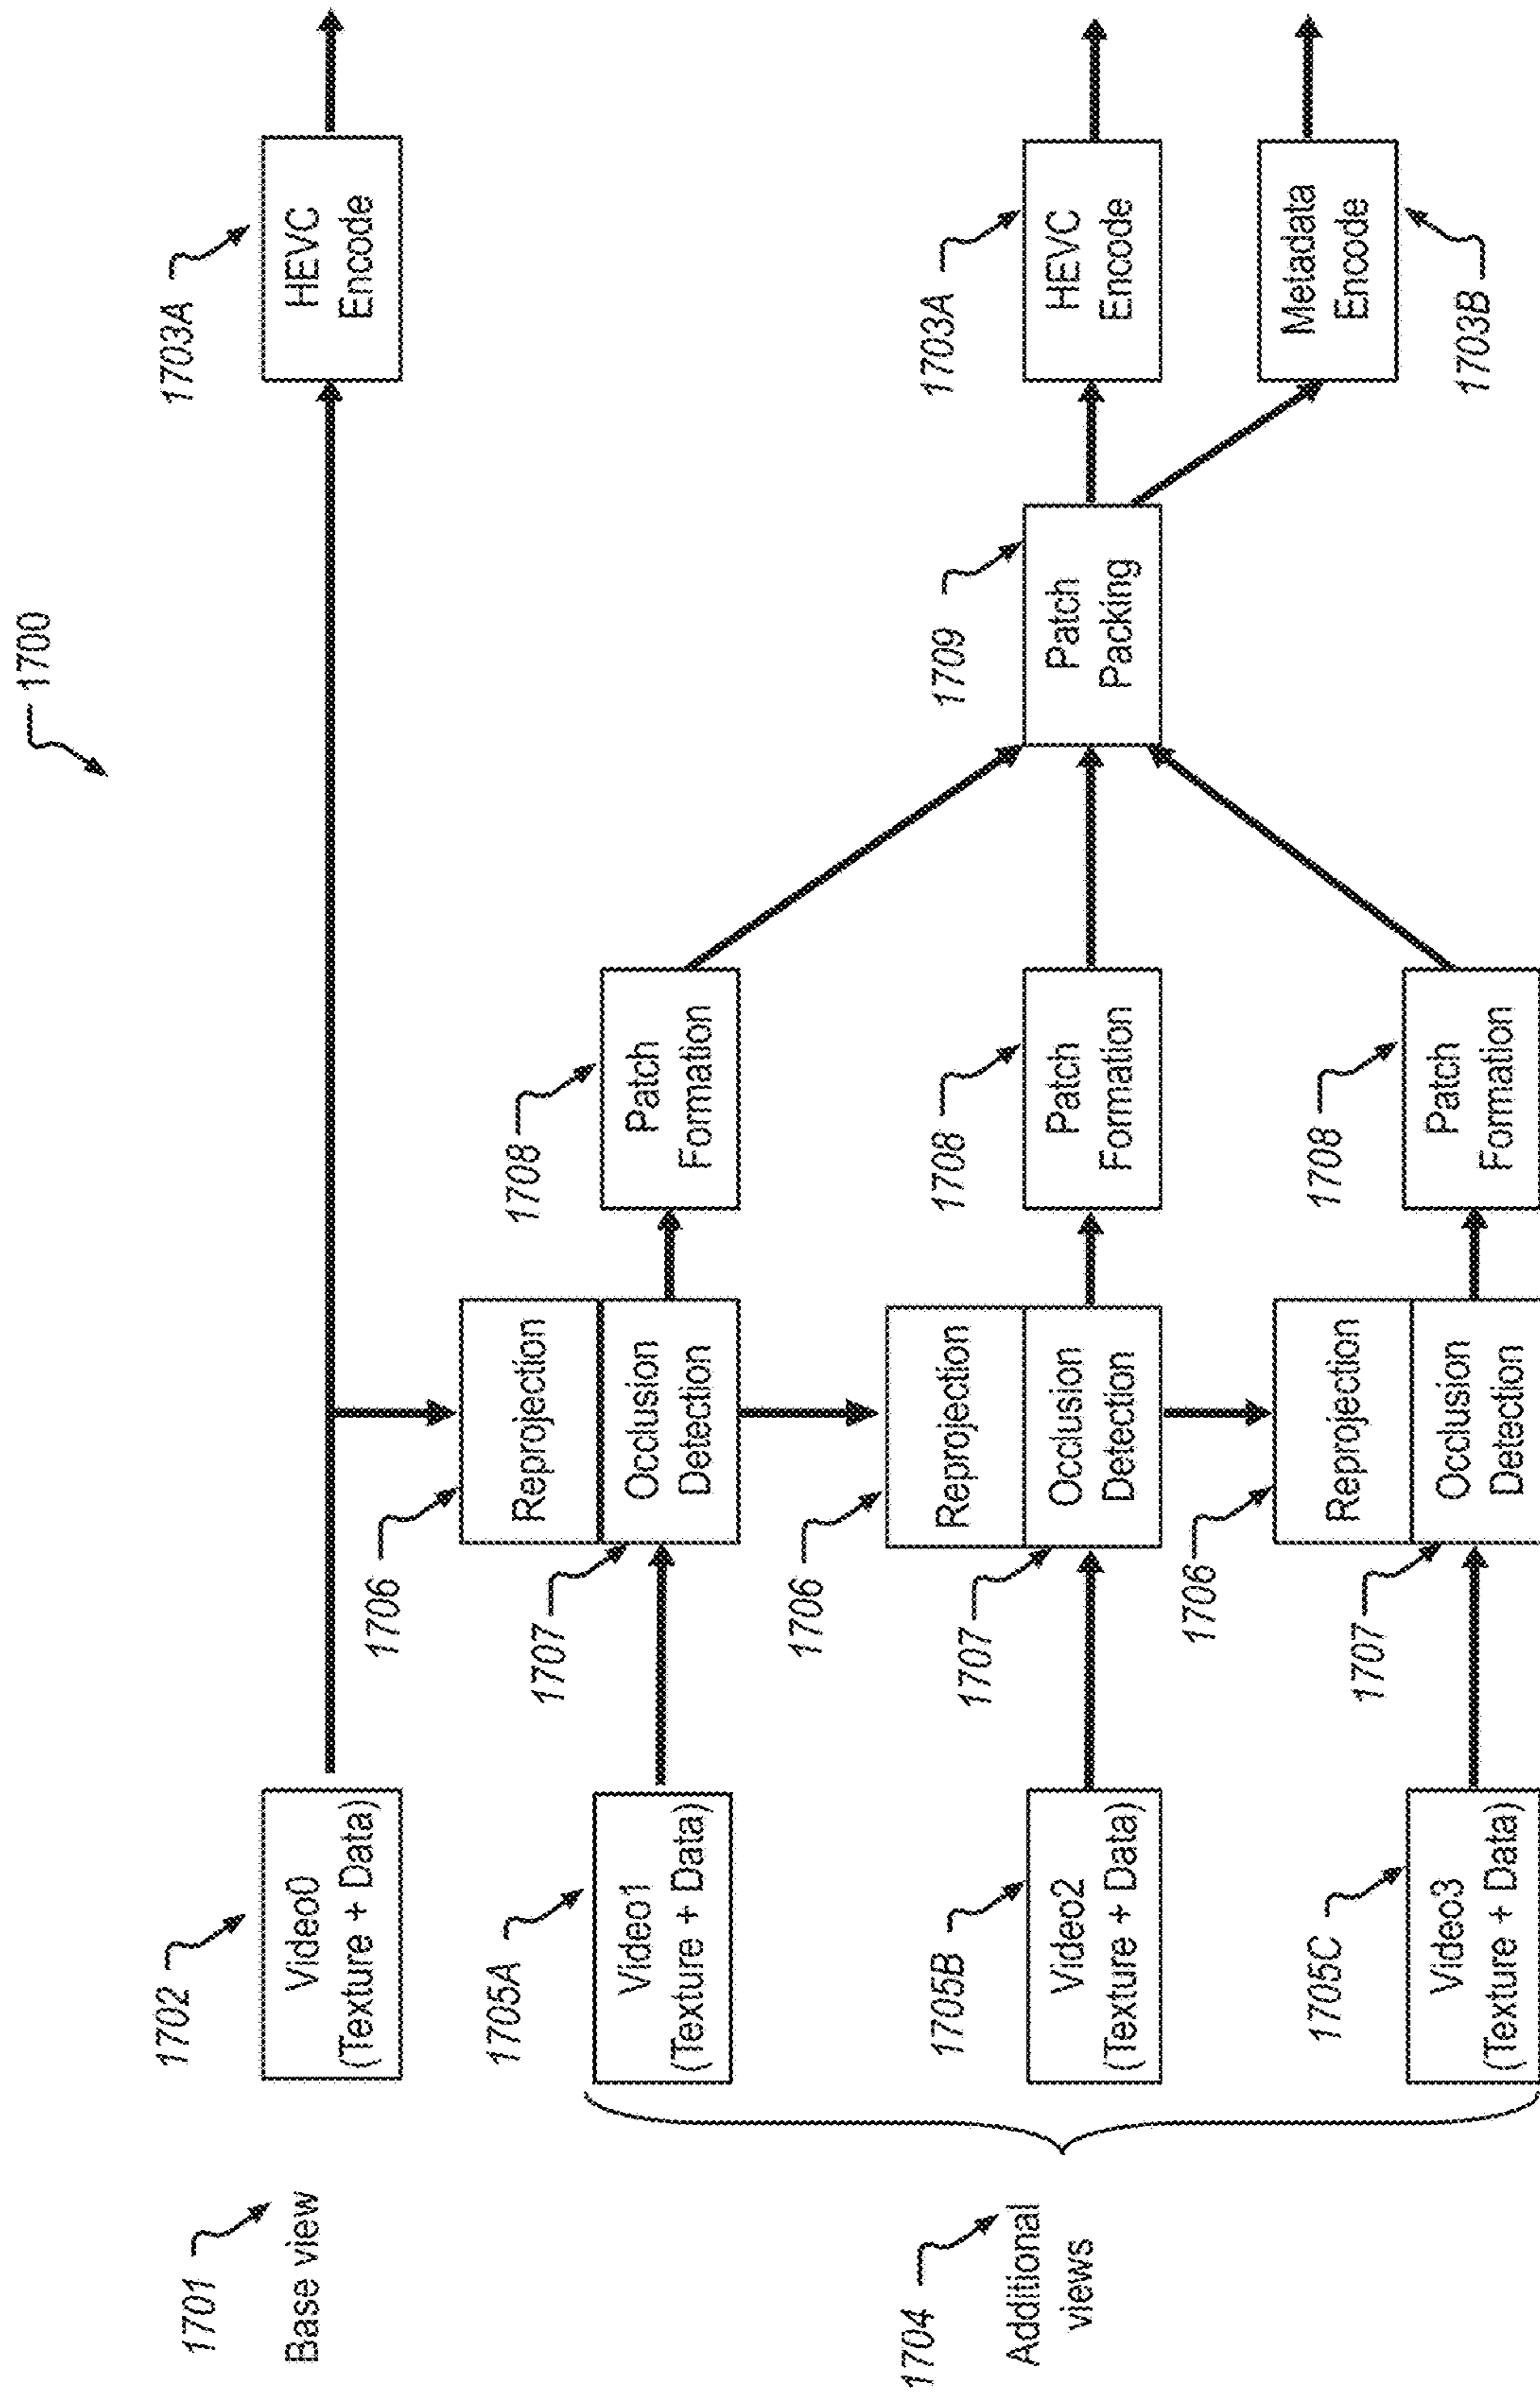 1700
1701
Base view
1702
Video0
(Texture + Data)
1703A
HEVC
Encode
1704
Additional
views
1705A
Video1
(Texture + Data)
1706
Reprojection
1707
Occlusion
Detection
1708
Patch
Formation
1705B
Video2
(Texture + Data)
1706
Reprojection
1707
Occlusion
Detection
1708
Patch
Formation
1709
Patch
Packing
1703A
HEVC
Encode
1705C
Video3
(Texture + Data)
1706
Reprojection
1707
Occlusion
Detection
1708
Patch
Formation
Metadata
Encode
1703B